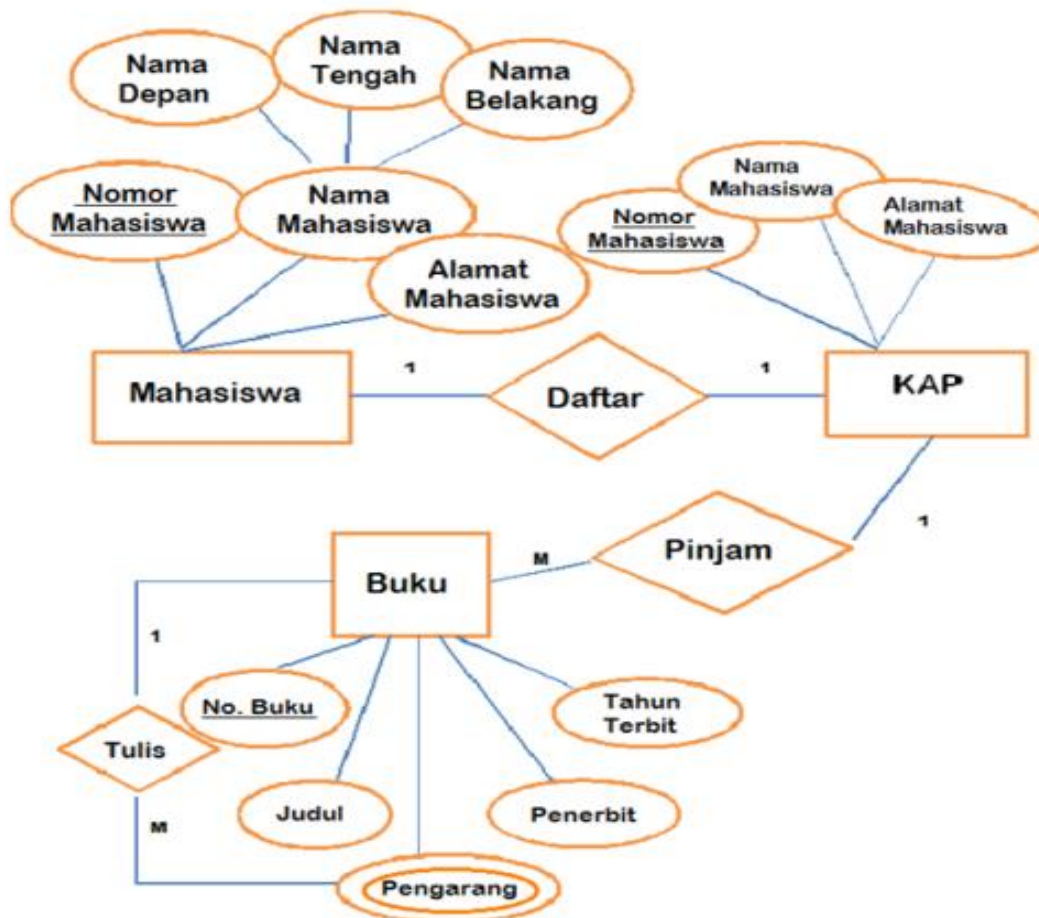 Nama
Depan
Nama
Tengah
Nama
Belakang
Nomor
Mahasiswa
Nama
Mahasiswa
Alamat
Mahasiswa
Nomor
Mahasiswa
Nama
Mahasiswa
Alamat
Mahasiswa
Mahasiswa
1
Daftar
1
KAP
1
Pinjam
M
Buku
1
Tulis
M
No. Buku
Judul
Pengarang
Penerbit
Tahun
Terbit